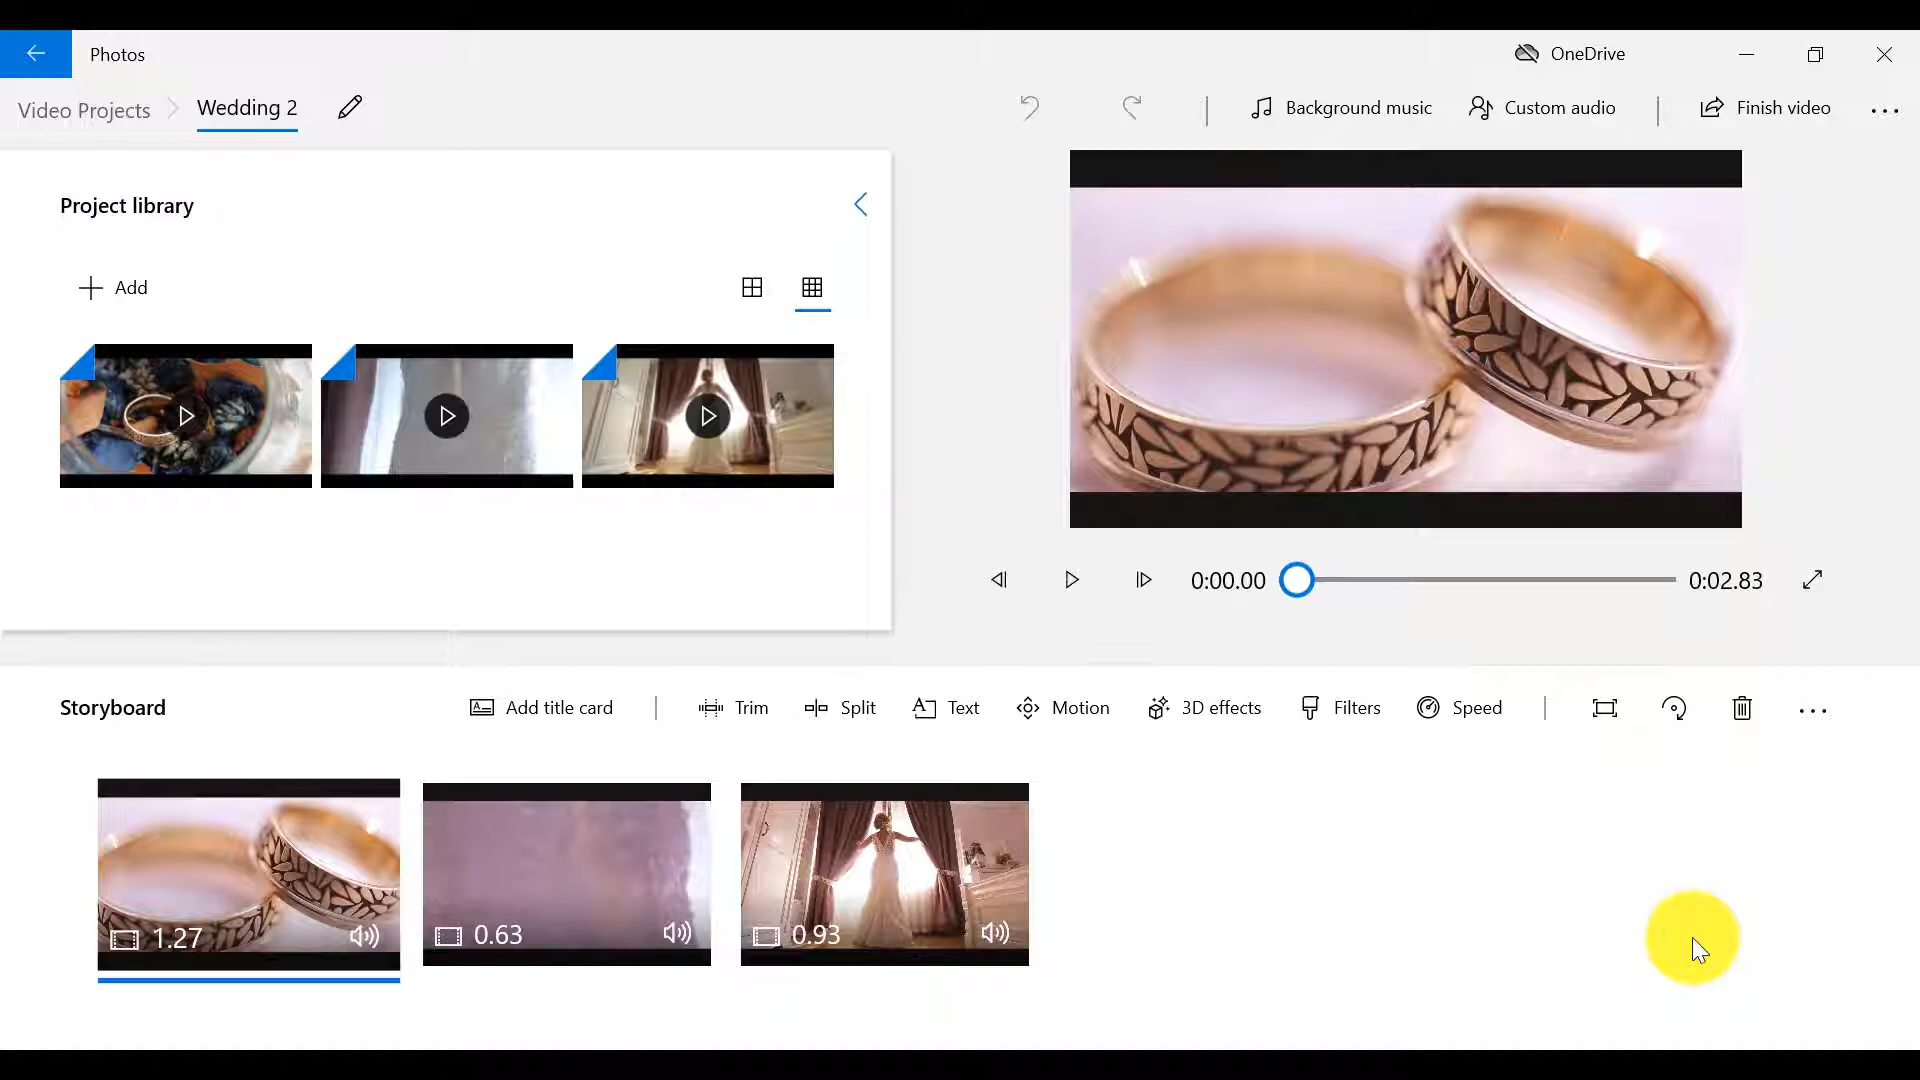 Photos
OneDrive
Video Projects
Wedding 2
Background music
Custom audio
Finish video
Project library
Add
0:00.00
0:02.83
Storyboard
Add title card
Trim
Split
Text
Motion
3D effects
Filters
Speed
1.27
0.63
0.93